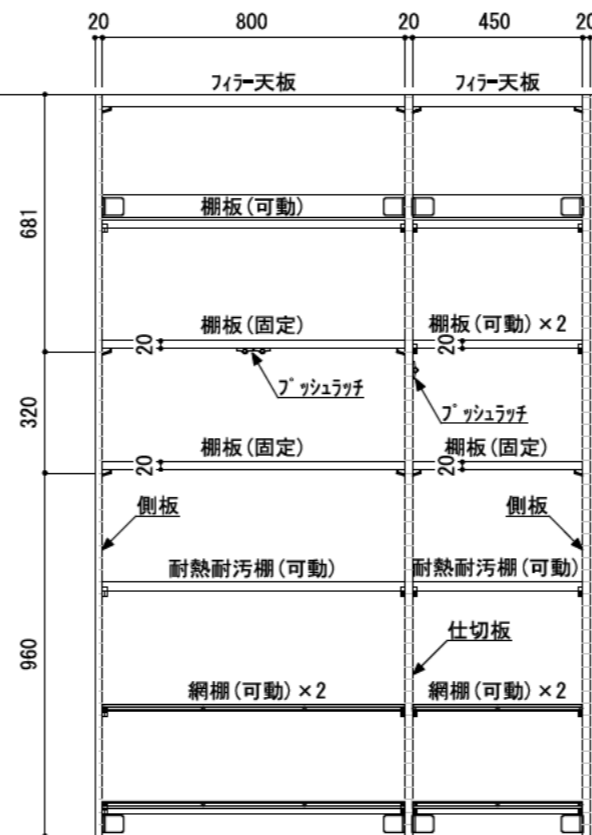 20 800 20 450 20
フィラー天板 フィラー天板
681
棚板(可動)
棚板(固定) 棚板(可動)×2
20 20
プッシュラッチ
プッシュラッチ
320
棚板(固定) 棚板(固定)
20 20
側板 側板
耐熱耐汚棚(可動) 耐熱耐汚棚(可動)
仕切板
960
網棚(可動)×2 網棚(可動)×2